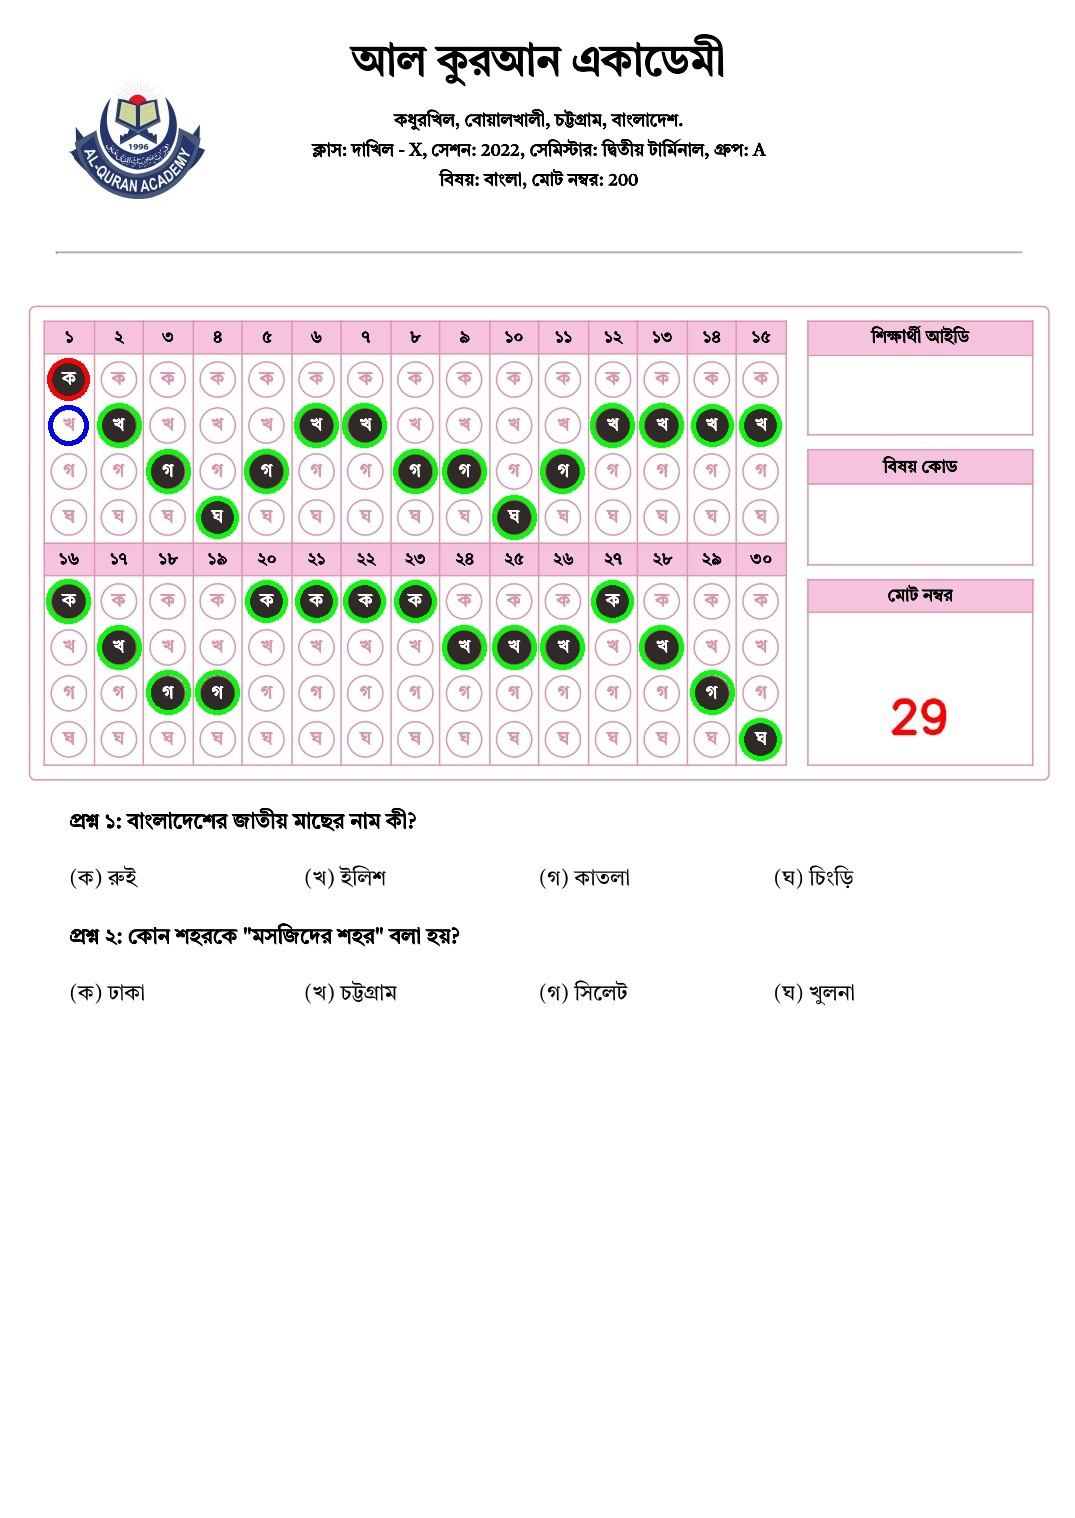 আল কুরআন একাডেমী
কধুরখিল, বোয়ালখালী, চট্টগ্রাম, বাংলাদেশ.
ক্লাস: দাখিল - X, সেশন: 2022, সেমিস্টার: দ্বিতীয় টার্মিনাল, গ্রুপ: A
বিষয়: বাংলা, মোট নম্বর: 200
1996
AL-QURAN ACADEMY
১ ২ ৩ ৪ ৫ ৬ ৭ ৮ ৯ ১০ ১১ ১২ ১৩ ১৪ ১৫
ক ক ক ক ক ক ক ক ক ক ক ক ক ক ক
খ খ খ খ খ খ খ খ খ খ খ খ খ খ খ
গ গ গ গ গ গ গ গ গ গ গ গ গ গ গ
ঘ ঘ ঘ ঘ ঘ ঘ ঘ ঘ ঘ ঘ ঘ ঘ ঘ ঘ ঘ
১৬ ১৭ ১৮ ১৯ ২০ ২১ ২২ ২৩ ২৪ ২৫ ২৬ ২৭ ২৮ ২৯ ৩০
ক ক ক ক ক ক ক ক ক ক ক ক ক ক ক
খ খ খ খ খ খ খ খ খ খ খ খ খ খ খ
গ গ গ গ গ গ গ গ গ গ গ গ গ গ গ
ঘ ঘ ঘ ঘ ঘ ঘ ঘ ঘ ঘ ঘ ঘ ঘ ঘ ঘ ঘ
শিক্ষার্থী আইডি
বিষয় কোড
মোট নম্বর
29
প্রশ্ন ১: বাংলাদেশের জাতীয় মাছের নাম কী?
(ক) রুই (খ) ইলিশ (গ) কাতলা (ঘ) চিংড়ি
প্রশ্ন ২: কোন শহরকে "মসজিদের শহর" বলা হয়?
(ক) ঢাকা (খ) চট্টগ্রাম (গ) সিলেট (ঘ) খুলনা